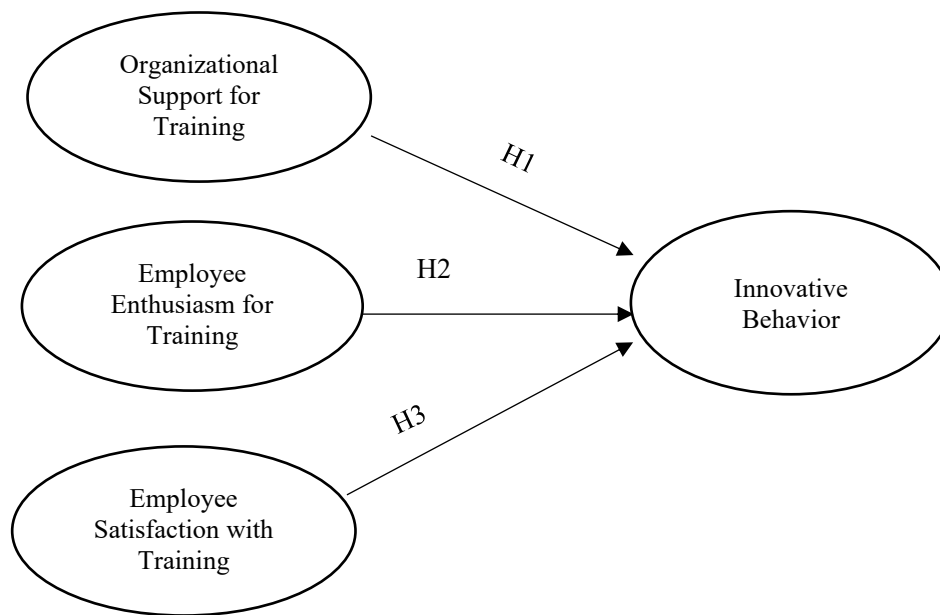 Organizational
Support for
Training
H1
Employee
Enthusiasm for
Training
H2
Innovative
Behavior
H3
Employee
Satisfaction with
Training